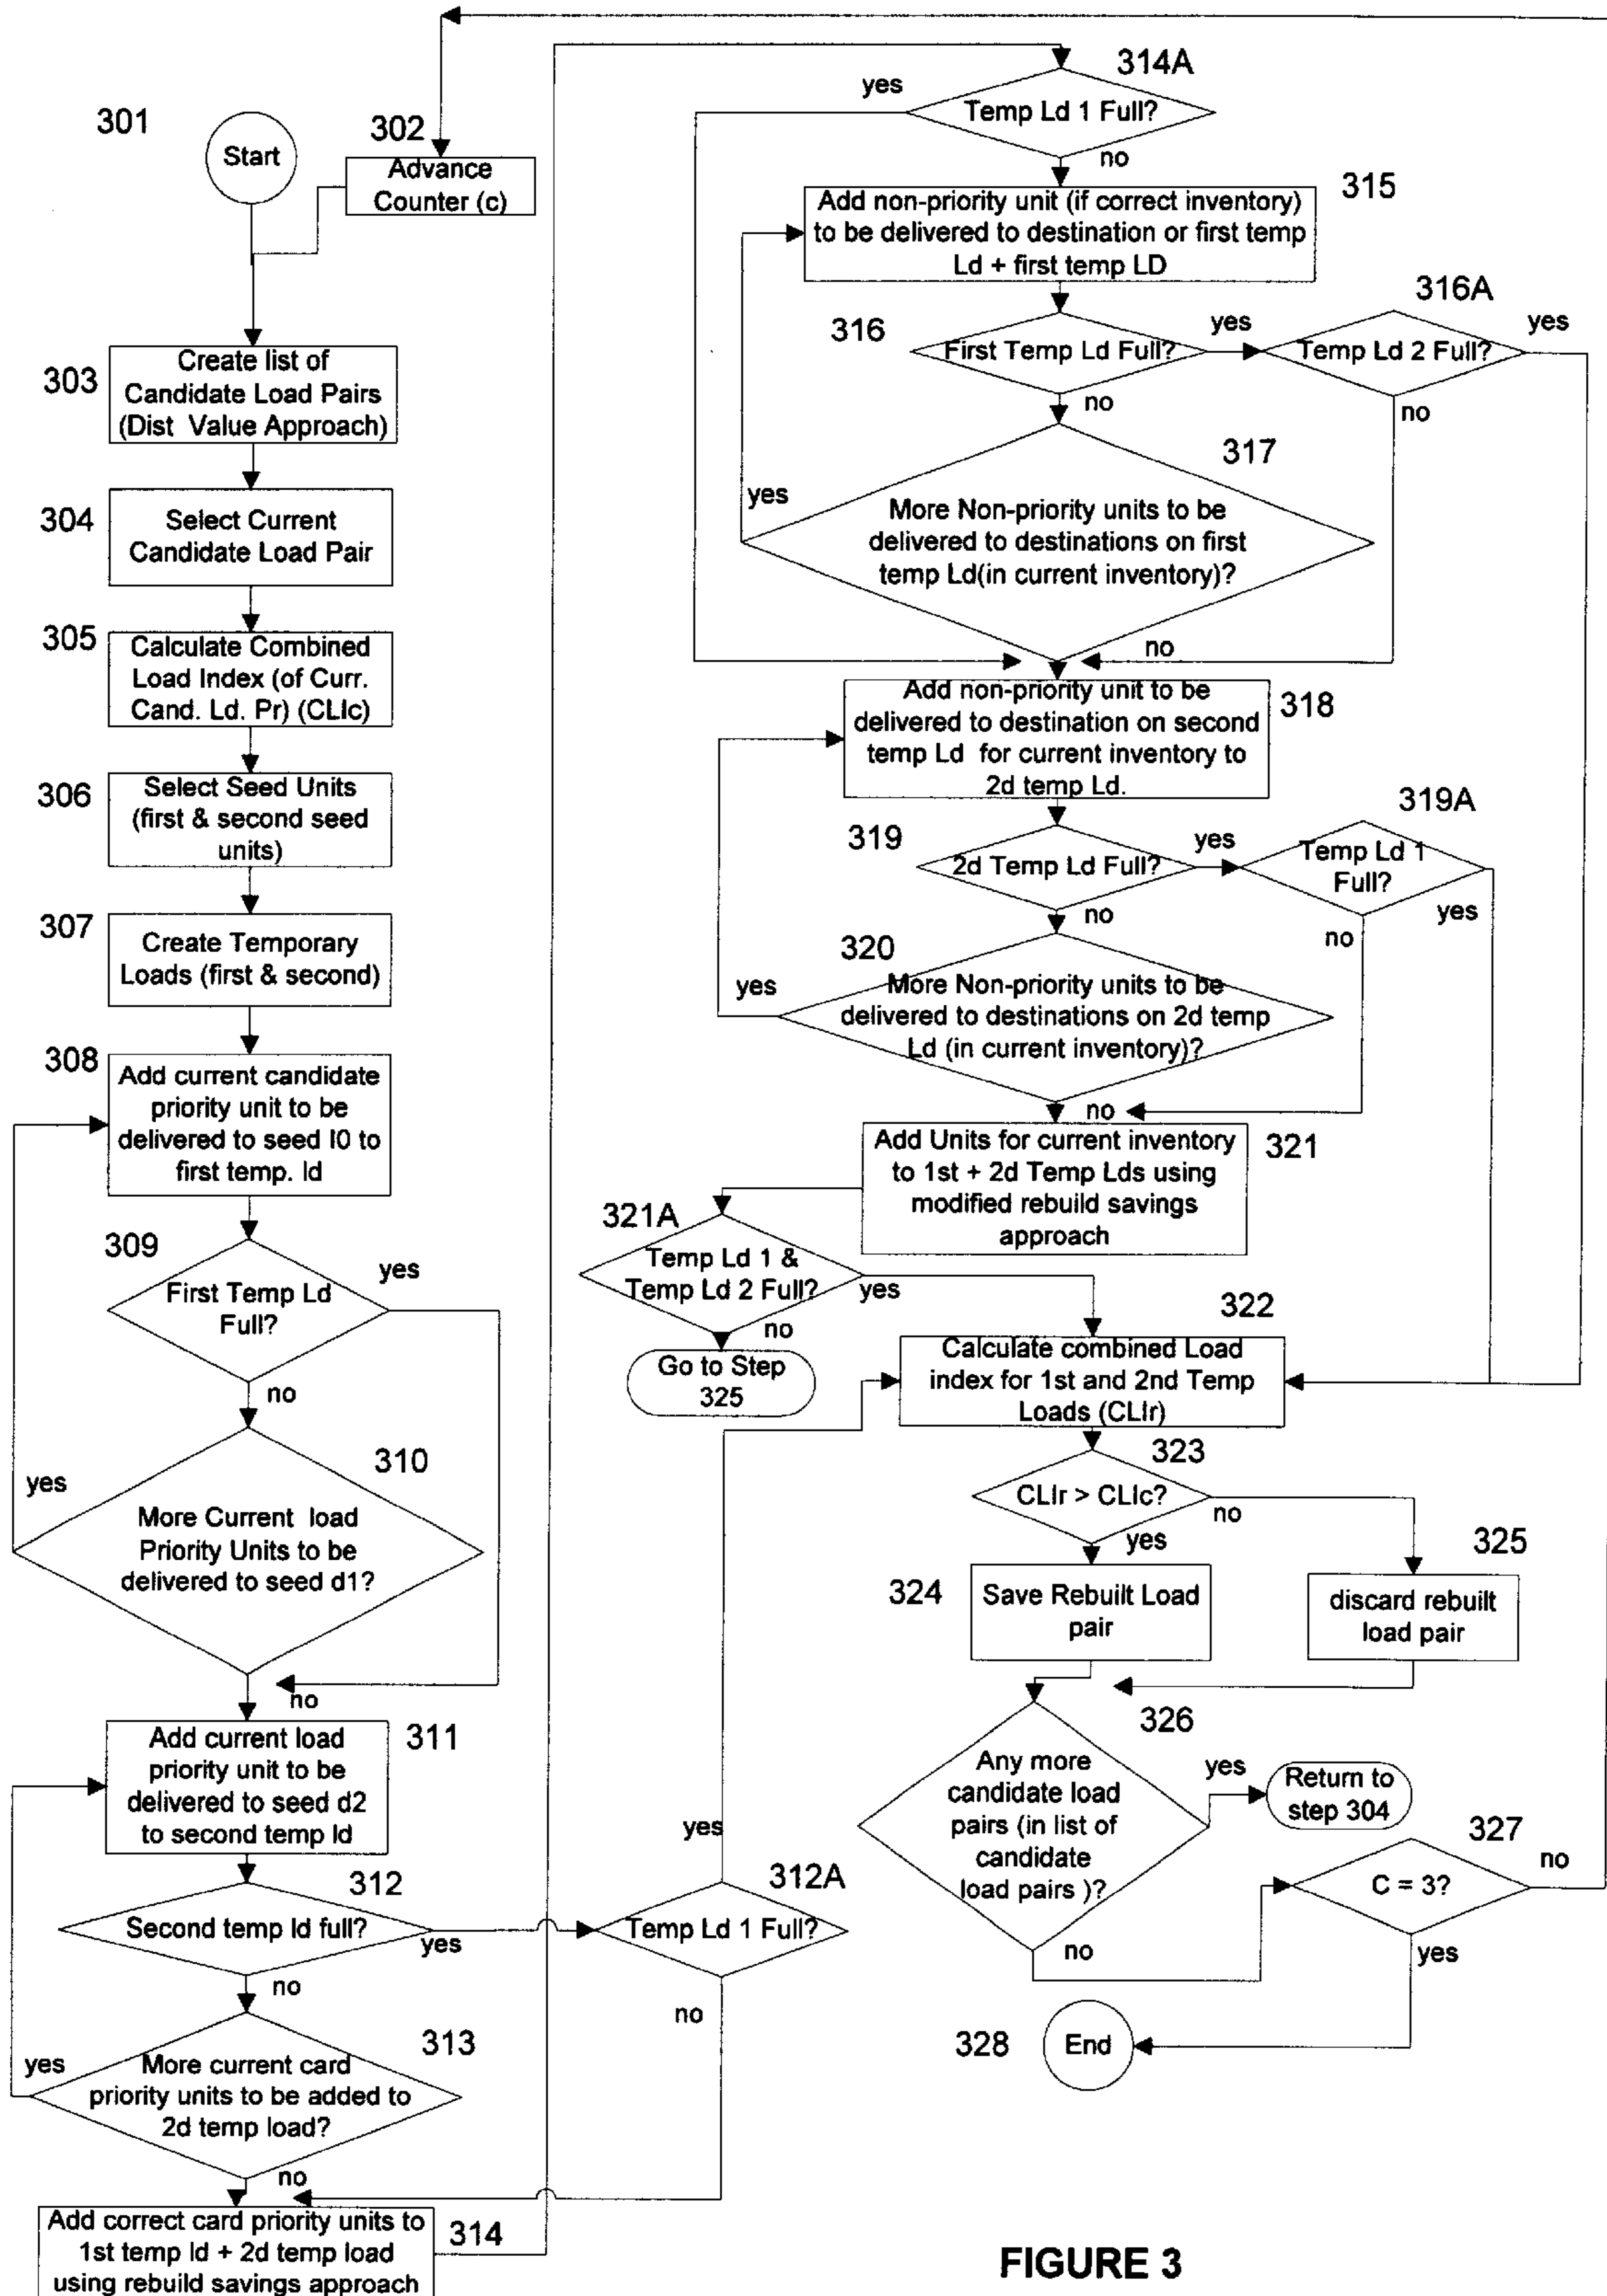 301
Start
302
Advance
Counter (c)
303
Create list of
Candidate Load Pairs
(Dist Value Approach)
304
Select Current
Candidate Load Pair
305
Calculate Combined
Load Index (of Curr.
Cand. Ld. Pr) (CLIc)
306
Select Seed Units
(first & second seed
units)
307
Create Temporary
Loads (first & second)
308
Add current candidate
priority unit to be
delivered to seed l0 to
first temp. ld
309
First Temp Ld
Full?
yes
no
310
yes
More Current load
Priority Units to be
delivered to seed d1?
no
311
Add current load
priority unit to be
delivered to seed d2
to second temp ld
312
Second temp ld full?
yes
no
312A
Temp Ld 1 Full?
yes
no
313
yes
More current card
priority units to be added to
2d temp load?
no
314
Add correct card priority units to
1st temp ld + 2d temp load
using rebuild savings approach
314A
yes
Temp Ld 1 Full?
no
315
Add non-priority unit (if correct inventory)
to be delivered to destination or first temp
Ld + first temp LD
316
First Temp Ld Full?
yes
no
316A
Temp Ld 2 Full?
yes
no
317
yes
More Non-priority units to be
delivered to destinations on first
temp Ld(in current inventory)?
no
318
Add non-priority unit to be
delivered to destination on second
temp Ld for current inventory to
2d temp Ld.
319
2d Temp Ld Full?
yes
no
319A
Temp Ld 1
Full?
yes
no
320
yes
More Non-priority units to be
delivered to destinations on 2d temp
Ld (in current inventory)?
no
321
Add Units for current inventory
to 1st + 2d Temp Lds using
modified rebuild savings
approach
321A
Temp Ld 1 &
Temp Ld 2 Full?
yes
no
Go to Step
325
322
Calculate combined Load
index for 1st and 2nd Temp
Loads (CLIr)
323
CLIr > CLIc?
no
yes
324
Save Rebuilt Load
pair
325
discard rebuilt
load pair
326
Any more
candidate load
pairs (in list of
candidate
load pairs )?
yes
Return to
step 304
no
327
C = 3?
no
yes
328
End
FIGURE 3